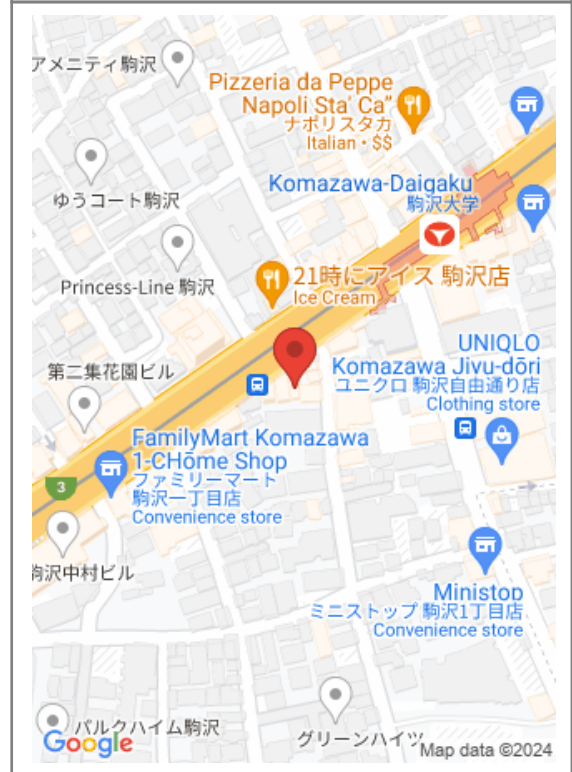 アメニティ駒沢
Pizzeria da Peppe
Napoli Sta' Ca"
ナポリスタカ
Italian • $$
ゆうコート駒沢
Komazawa-Daigaku
駒沢大学
Princess-Line 駒沢
21時にアイス 駒沢店
Ice Cream
UNIQLO
Komazawa Jiyu-dōri
ユニクロ 駒沢自由通り店
Clothing store
第二集花園ビル
FamilyMart Komazawa
1-CHōme Shop
ファミリーマート
駒沢一丁目店
Convenience store
3
駒沢中村ビル
Ministop
ミニストップ 駒沢1丁目店
Convenience store
パルクハイム駒沢
グリーンハイツ
Google
Map data ©2024